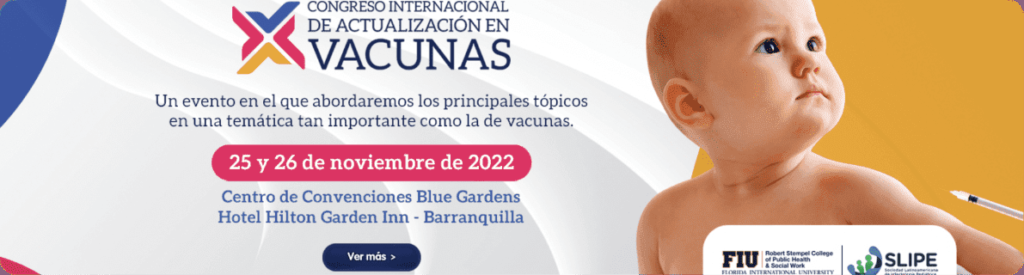 CONGRESO INTERNACIONAL
DE ACTUALIZACIÓN EN
VACUNAS
Un evento en el que abordaremos los principales tópicos
en una temática tan importante como la de vacunas.
25 y 26 de noviembre de 2022
Centro de Convenciones Blue Gardens
Hotel Hilton Garden Inn - Barranquilla
Ver más >
FIU
Robert Stempel College
of Public Health
& Social Work
FLORIDA INTERNATIONAL UNIVERSITY
SLIPE
Sociedad Latinoamericana